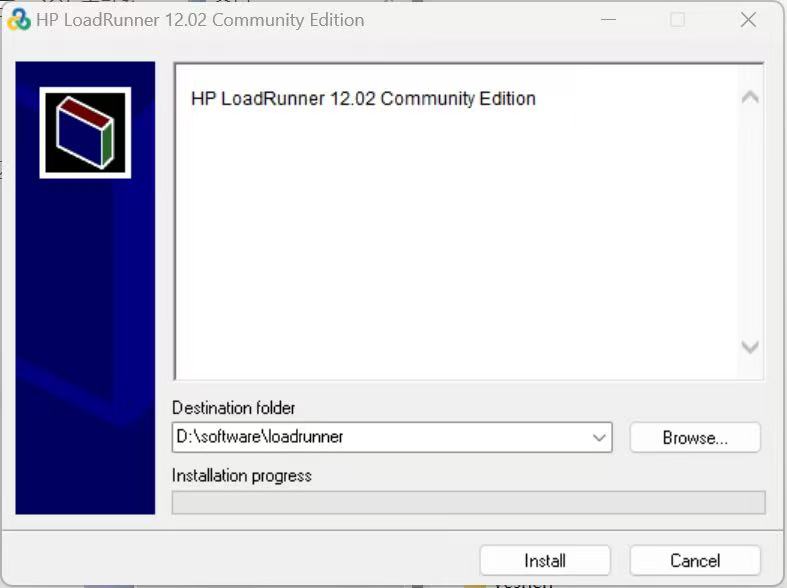 HP LoadRunner 12.02 Community Edition
HP LoadRunner 12.02 Community Edition
Destination folder
D:\software\loadrunner
Browse...
Installation progress
Install
Cancel